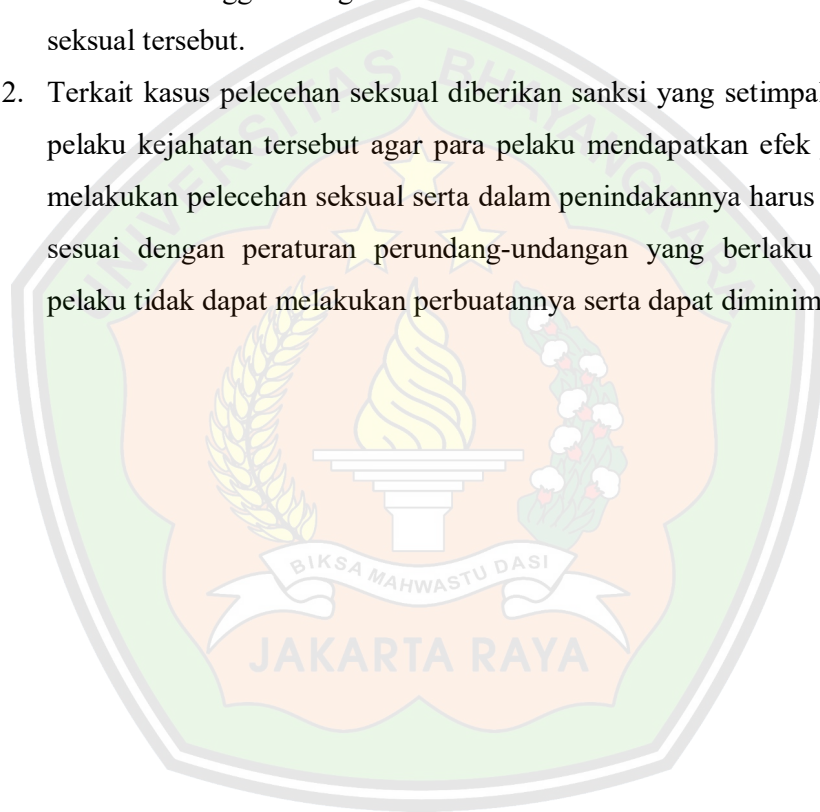 seksual tersebut.
2. Terkait kasus pelecehan seksual diberikan sanksi yang setimpal
pelaku kejahatan tersebut agar para pelaku mendapatkan efek
melakukan pelecehan seksual serta dalam penindakannya harus
sesuai dengan peraturan perundang-undangan yang berlaku
pelaku tidak dapat melakukan perbuatannya serta dapat diminim
UNIVERSITAS BHAYANGKARA
BIKSA MAHWASTU DASI
JAKARTA RAYA